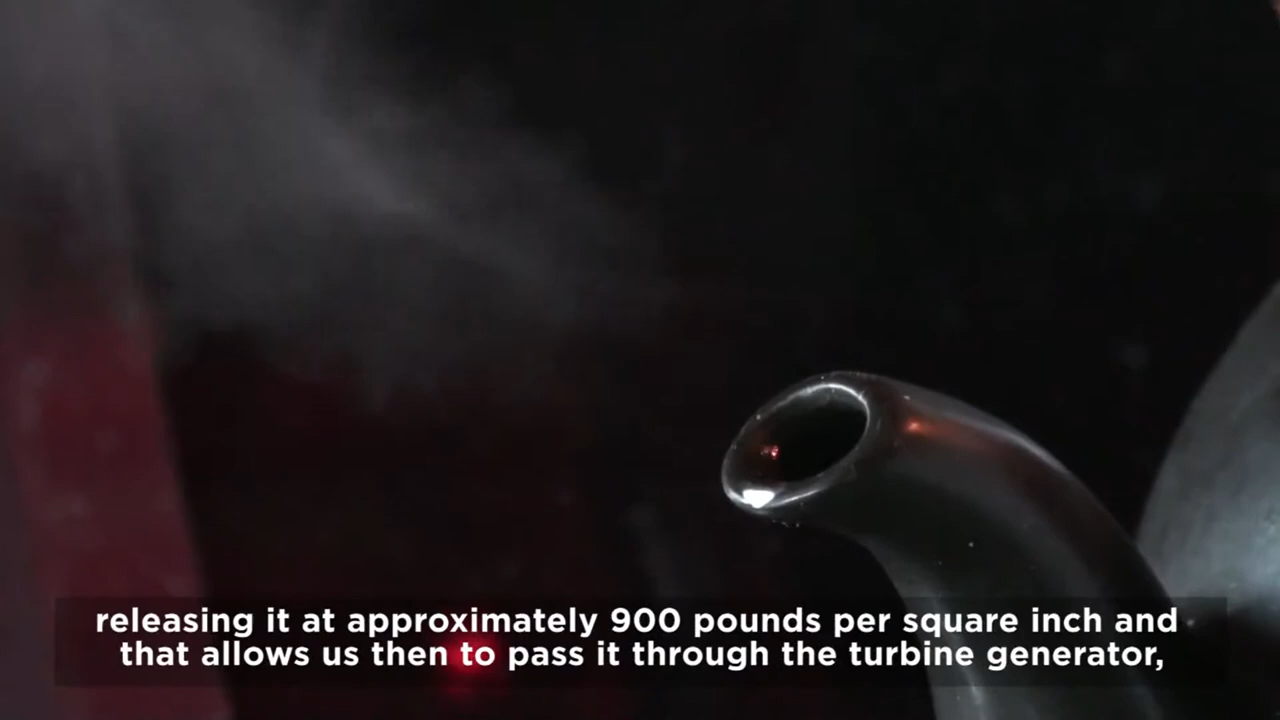 releasing it at approximately 900 pounds per square inch and
that allows us then to pass it through the turbine generator,